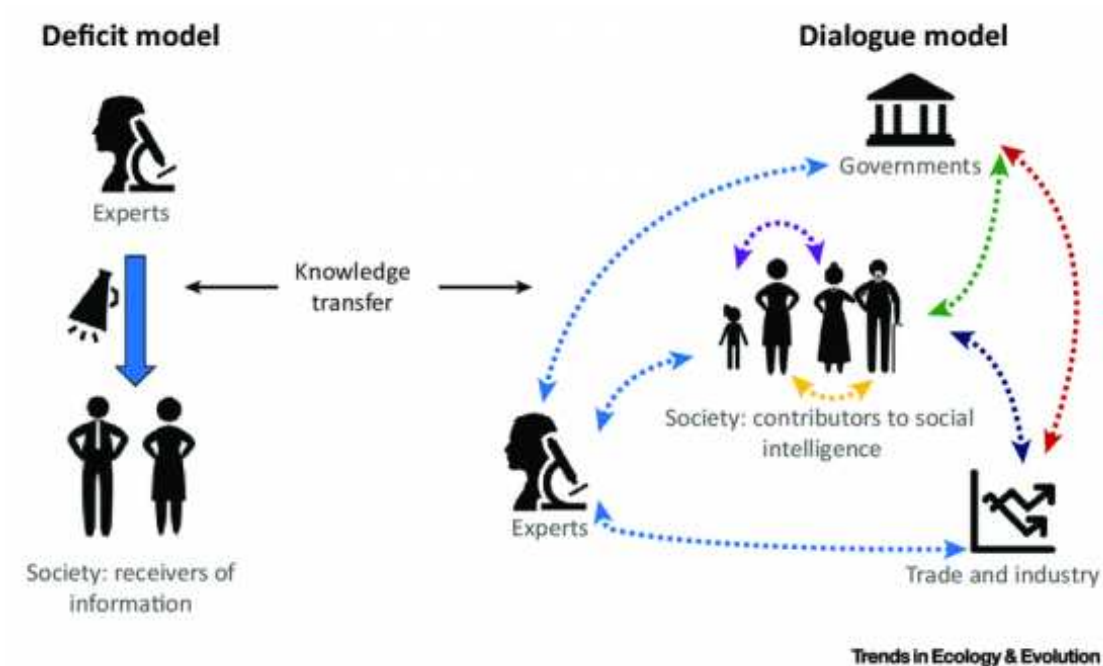 Deficit model
Dialogue model
Experts
Governments
Knowledge
transfer
Society: contributors to social
intelligence
Experts
Society: receivers of
information
Trade and industry
Trends in Ecology & Evolution